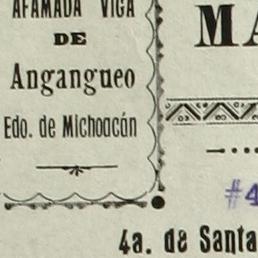 AFAMADA VIGA
DE
Angangueo
Edo. de Michoacán
MA
#4
4a. de Santa